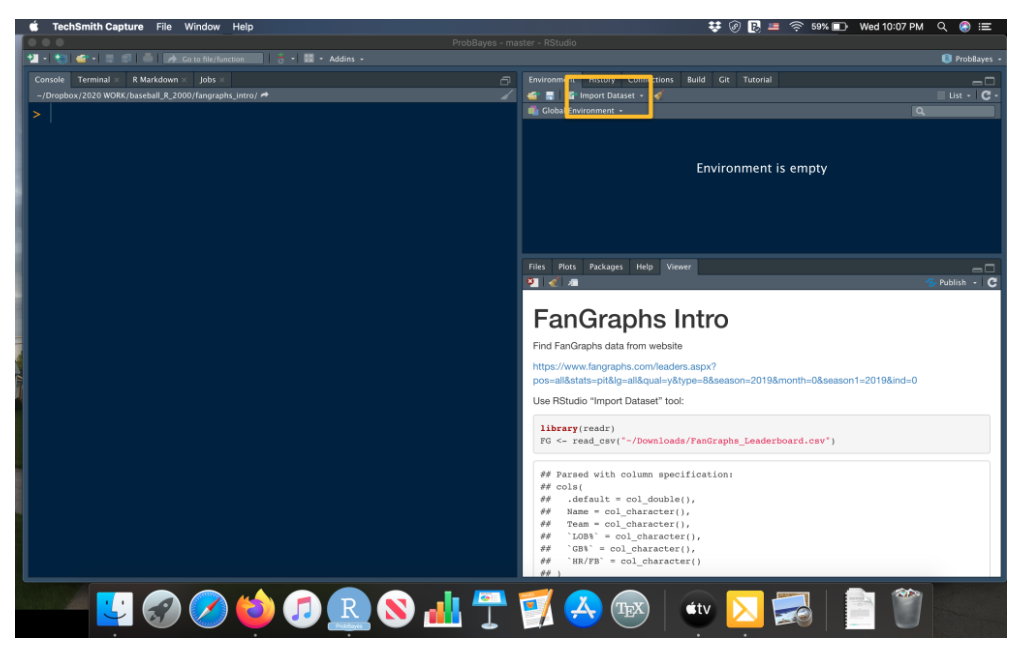 TechSmith Capture File Window Help 59% Wed 10:07 PM
ProbBayes - master - RStudio
Go to file/function Addins ProbBayes
Console Terminal R Markdown Jobs
~/Dropbox/2020 WORK/baseball_R_2000/fangraphs_intro/
>
Environment History Connections Build Git Tutorial
Import Dataset List
Global Environment
Environment is empty
Files Plots Packages Help Viewer
Publish
FanGraphs Intro
Find FanGraphs data from website
https://www.fangraphs.com/leaders.aspx?
pos=all&stats=pit&lg=all&qual=y&type=8&season=2019&month=0&season1=2019&ind=0
Use RStudio “Import Dataset” tool:
library(readr)
FG <- read_csv("~/Downloads/FanGraphs_Leaderboard.csv")
## Parsed with column specification:
## cols(
##   .default = col_double(),
##   Name = col_character(),
##   Team = col_character(),
##   `LOB%` = col_character(),
##   `GB%` = col_character(),
##   `HR/FB` = col_character()
## )
R
ProbBayes
N
TEX
tv